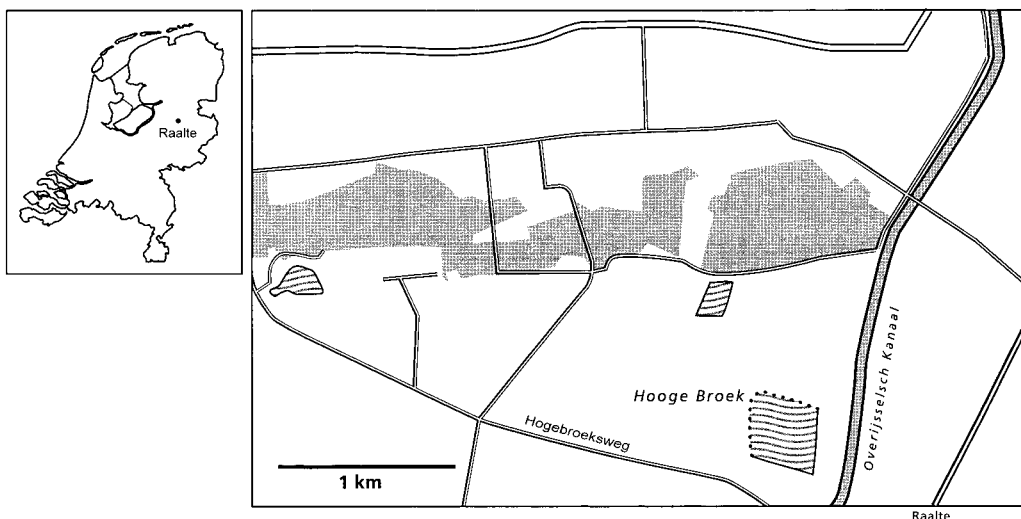 Raalte
Hooge Broek
Hogebroeksweg
Overijsselsch Kanaal
1 km
Raalte